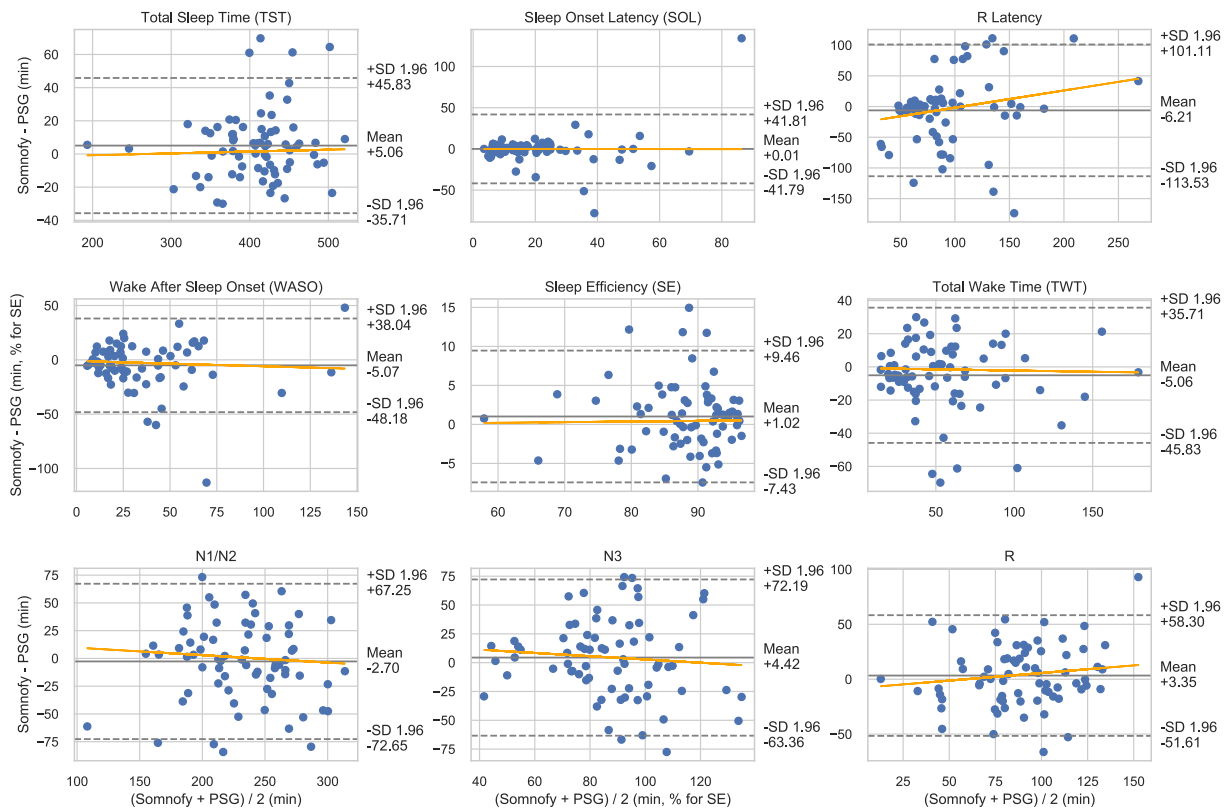 Total Sleep Time (TST)
Sleep Onset Latency (SOL)
R Latency
Somnofy - PSG (min)
60
40
20
0
−20
−40
200
300
400
500
+SD 1.96
+45.83
Mean
+5.06
-SD 1.96
-35.71
100
50
0
−50
0
20
40
60
80
+SD 1.96
+41.81
Mean
+0.01
-SD 1.96
-41.79
100
50
0
−50
−100
−150
50
100
150
200
250
+SD 1.96
+101.11
Mean
-6.21
-SD 1.96
-113.53
Wake After Sleep Onset (WASO)
Sleep Efficiency (SE)
Total Wake Time (TWT)
Somnofy - PSG (min, % for SE)
50
0
−50
−100
0
25
50
75
100
125
150
+SD 1.96
+38.04
Mean
-5.07
-SD 1.96
-48.18
15
10
5
0
−5
60
70
80
90
+SD 1.96
+9.46
Mean
+1.02
-SD 1.96
-7.43
40
20
0
−20
−40
−60
50
100
150
+SD 1.96
+35.71
Mean
-5.06
-SD 1.96
-45.83
N1/N2
N3
R
Somnofy - PSG (min)
75
50
25
0
−25
−50
−75
100
150
200
250
300
(Somnofy + PSG) / 2 (min)
+SD 1.96
+67.25
Mean
-2.70
-SD 1.96
-72.65
75
50
25
0
−25
−50
−75
40
60
80
100
120
(Somnofy + PSG) / 2 (min, % for SE)
+SD 1.96
+72.19
Mean
+4.42
-SD 1.96
-63.36
100
50
0
−50
25
50
75
100
125
150
(Somnofy + PSG) / 2 (min)
+SD 1.96
+58.30
Mean
+3.35
-SD 1.96
-51.61